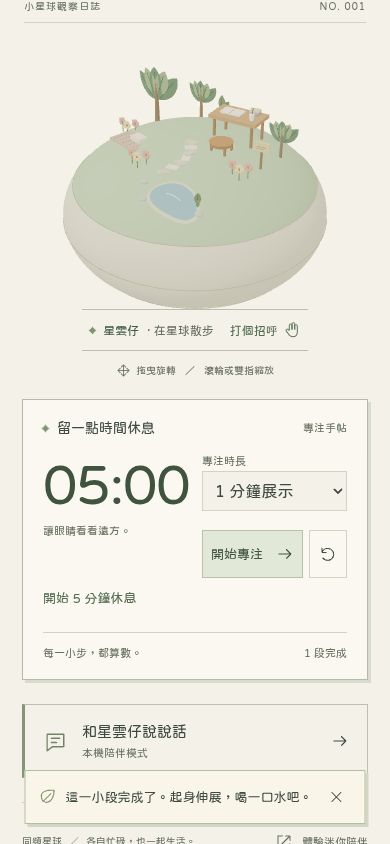 小星球觀察日誌 NO. 001
星雲仔 · 在星球散步 打個招呼
拖曳旋轉 ／ 滾輪或雙指縮放
留一點時間休息 專注手帖
專注時長
05:00 1 分鐘展示
讓眼睛看看遠方。
開始專注
開始 5 分鐘休息
每一小步，都算數。 1 段完成
和星雲仔說說話
本機陪伴模式
這一小段完成了。起身伸展，喝一口水吧。
同頻星球 ／ 各自忙碌，也一起生活。 體驗迷你陪伴